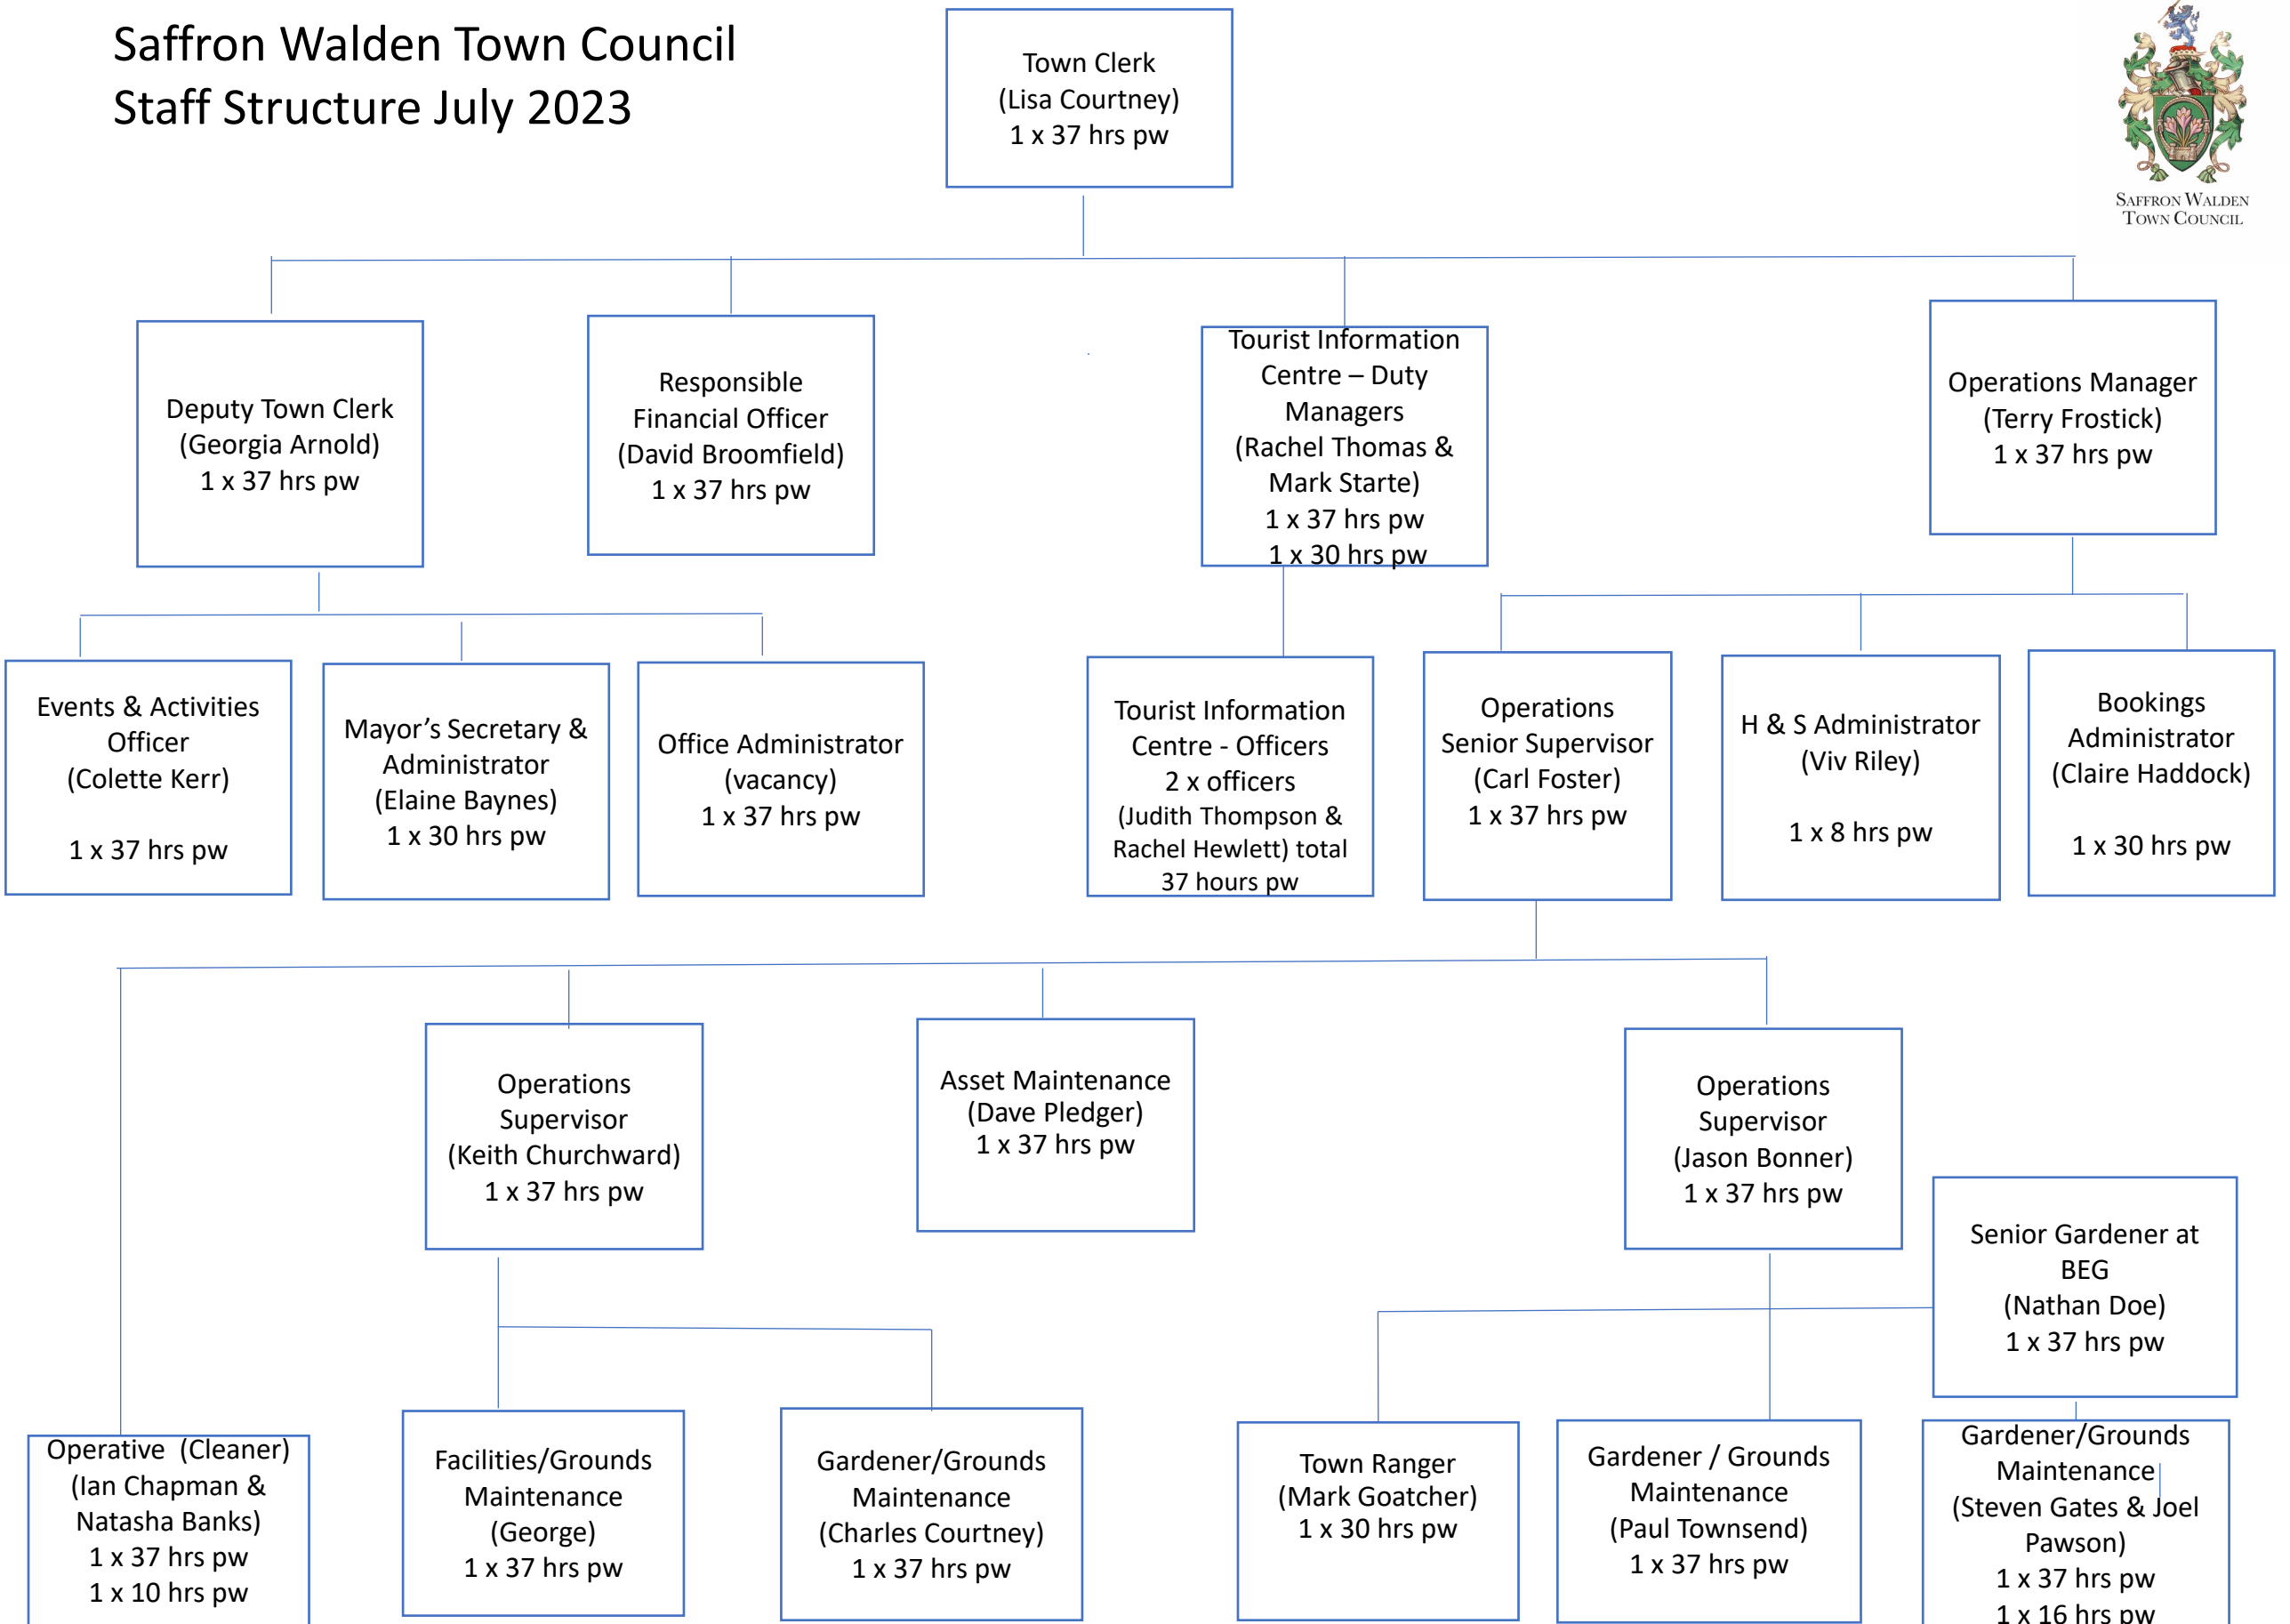 Saffron Walden Town Council
Staff Structure July 2023
Town Clerk
(Lisa Courtney)
1 x 37 hrs pw
SAFFRON WALDEN
TOWN COUNCIL
Deputy Town Clerk
(Georgia Arnold)
1 x 37 hrs pw
Responsible
Financial Officer
(David Broomfield)
1 x 37 hrs pw
Tourist Information
Centre – Duty
Managers
(Rachel Thomas &
Mark Starte)
1 x 37 hrs pw
1 x 30 hrs pw
Operations Manager
(Terry Frostick)
1 x 37 hrs pw
Events & Activities
Officer
(Colette Kerr)
1 x 37 hrs pw
Mayor’s Secretary &
Administrator
(Elaine Baynes)
1 x 30 hrs pw
Office Administrator
(vacancy)
1 x 37 hrs pw
Tourist Information
Centre - Officers
2 x officers
(Judith Thompson &
Rachel Hewlett) total
37 hours pw
Operations
Senior Supervisor
(Carl Foster)
1 x 37 hrs pw
H & S Administrator
(Viv Riley)
1 x 8 hrs pw
Bookings
Administrator
(Claire Haddock)
1 x 30 hrs pw
Operations
Supervisor
(Keith Churchward)
1 x 37 hrs pw
Asset Maintenance
(Dave Pledger)
1 x 37 hrs pw
Operations
Supervisor
(Jason Bonner)
1 x 37 hrs pw
Senior Gardener at
BEG
(Nathan Doe)
1 x 37 hrs pw
Operative  (Cleaner)
(Ian Chapman &
Natasha Banks)
1 x 37 hrs pw
1 x 10 hrs pw
Facilities/Grounds
Maintenance
(George)
1 x 37 hrs pw
Gardener/Grounds
Maintenance
(Charles Courtney)
1 x 37 hrs pw
Town Ranger
(Mark Goatcher)
1 x 30 hrs pw
Gardener / Grounds
Maintenance
(Paul Townsend)
1 x 37 hrs pw
Gardener/Grounds
Maintenance
(Steven Gates & Joel
Pawson)
1 x 37 hrs pw
1 x 16 hrs pw